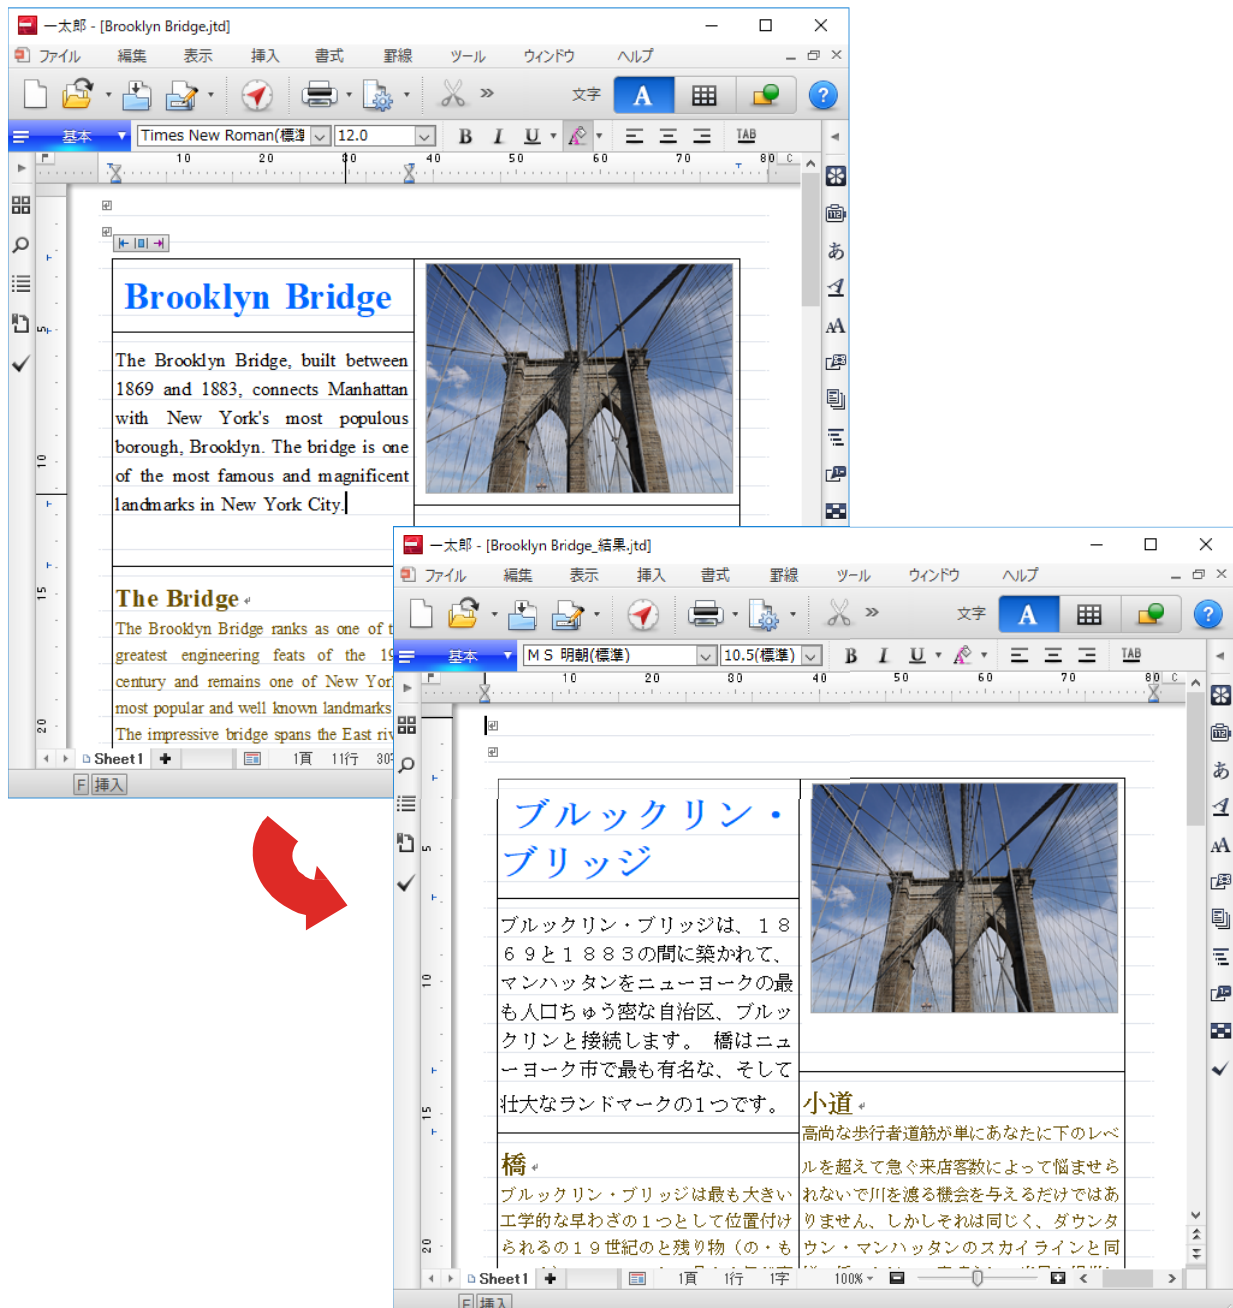 一太郎 - [Brooklyn Bridge.jtd]
ファイル 編集 表示 挿入 書式 罫線 ツール ウィンドウ ヘルプ
文字 A
基本 Times New Roman(標準 12.0 B I U A TAB
10 20 30 40 50 60 70 80 C
Brooklyn Bridge
The Brooklyn Bridge, built between
1869 and 1883, connects Manhattan
with New York's most populous
borough, Brooklyn. The bridge is one
of the most famous and magnificent
landmarks in New York City.
The Bridge
The Brooklyn Bridge ranks as one of t
greatest engineering feats of the 19
century and remains one of New Yor
most popular and well known landmarks
The impressive bridge spans the East riv
5
10
15
20
Sheet1 1頁 11行 30字
F 挿入
一太郎 - [Brooklyn Bridge_結果.jtd]
ファイル 編集 表示 挿入 書式 罫線 ツール ウィンドウ ヘルプ
文字 A
基本 ＭＳ 明朝(標準) 10.5(標準) B I U A TAB
10 20 30 40 50 60 70 80 C
ブルックリン・
ブリッジ
ブルックリン・ブリッジは、１８
６９と１８８３の間に築かれて、
マンハッタンをニューヨークの最
も人口ちゅう密な自治区、ブルッ
クリンと接続します。 橋はニュ
ーヨーク市で最も有名な、そして
壮大なランドマークの1つです。
橋
ブルックリン・ブリッジは最も大きい
工学的な早わざの１つとして位置付け
られるの１９世紀のと残り物（の・も
小道
高尚な歩行者道筋が単にあなたに下のレベ
ルを超えて急ぐ来店客数によって悩ませら
れないで川を渡る機会を与えるだけではあ
りません、しかしそれは同じく、ダウンタ
ウン・マンハッタンのスカイラインと同
5
10
15
20
Sheet1 1頁 1行 1字 100%
F 挿入